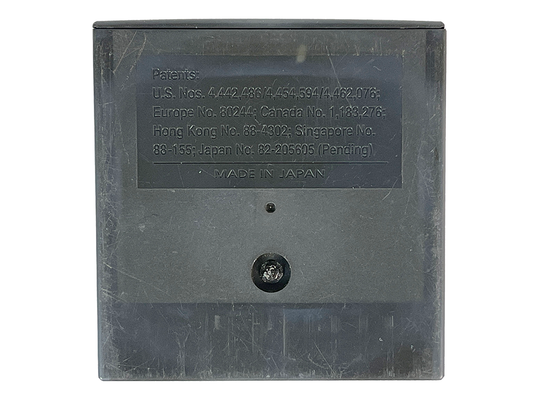 Patents:
U.S. Nos. 4,442,486/4,454,594/4,462,076;
Europe No. 80244; Canada No. 1,183,276;
Hong Kong No. 88-4302; Singapore No.
88-155; Japan No. 82-205605 (Pending)
MADE IN JAPAN